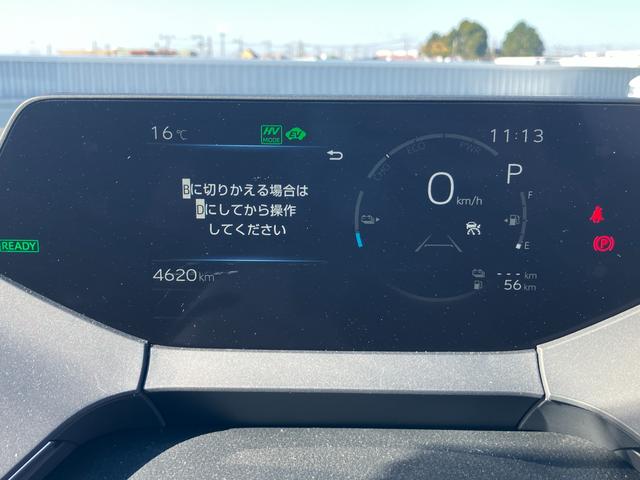 16℃
HV
MODE
EV
11:13
CHG
ECO
PWR
P
0 km/h
Bに切りかえる場合は
Dにしてから操作
してください
F
E
READY
4620km
--- km
56 km
P